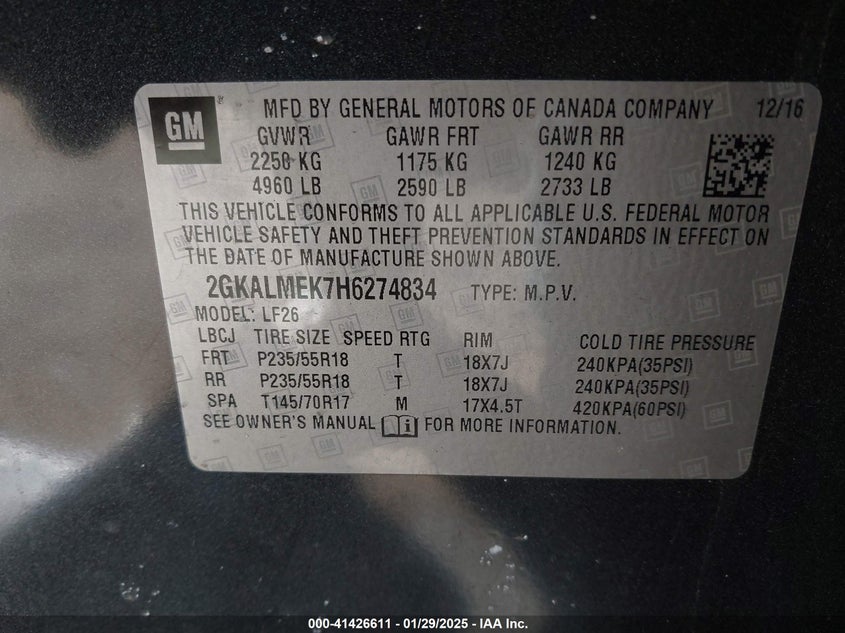 GM
MFD BY GENERAL MOTORS OF CANADA COMPANY 12/16
GVWR GAWR FRT GAWR RR
2250 KG 1175 KG 1240 KG
4960 LB 2590 LB 2733 LB
THIS VEHICLE CONFORMS TO ALL APPLICABLE U.S. FEDERAL MOTOR
VEHICLE SAFETY AND THEFT PREVENTION STANDARDS IN EFFECT ON
THE DATE OF MANUFACTURE SHOWN ABOVE.
2GKALMEK7H6274834 TYPE: M.P.V.
MODEL: LF26
LBCJ TIRE SIZE SPEED RTG RIM COLD TIRE PRESSURE
FRT P235/55R18 T 18X7J 240KPA(35PSI)
RR P235/55R18 T 18X7J 240KPA(35PSI)
SPA T145/70R17 M 17X4.5T 420KPA(60PSI)
SEE OWNER'S MANUAL FOR MORE INFORMATION.
000-41426611 - 01/29/2025 - IAA Inc.